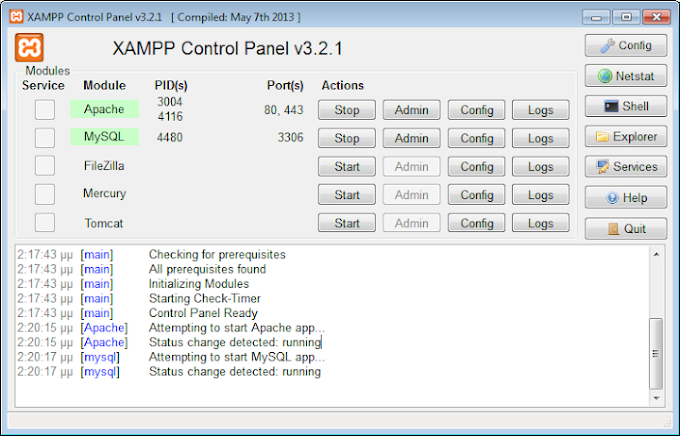 XAMPP Control Panel v3.2.1 [ Compiled: May 7th 2013 ]
XAMPP Control Panel v3.2.1
Config
Modules
Service Module PID(s) Port(s) Actions
Netstat
Apache 3004 4116 80, 443 Stop Admin Config Logs
Shell
MySQL 4480 3306 Stop Admin Config Logs
Explorer
FileZilla Start Admin Config Logs
Services
Mercury Start Admin Config Logs
Help
Tomcat Start Admin Config Logs
Quit
2:17:43 μμ [main] Checking for prerequisites
2:17:43 μμ [main] All prerequisites found
2:17:43 μμ [main] Initializing Modules
2:17:43 μμ [main] Starting Check-Timer
2:17:43 μμ [main] Control Panel Ready
2:20:15 μμ [Apache] Attempting to start Apache app...
2:20:15 μμ [Apache] Status change detected: running
2:20:17 μμ [mysql] Attempting to start MySQL app...
2:20:17 μμ [mysql] Status change detected: running